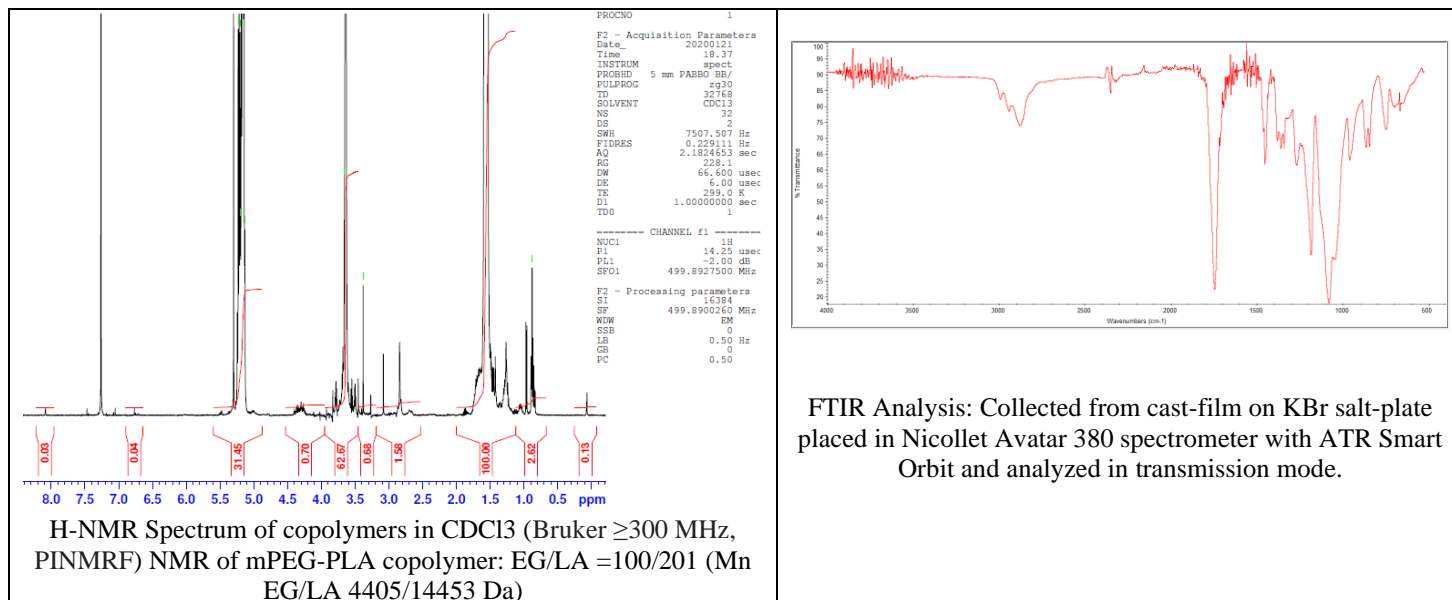 PROCNO 1
F2 - Acquisition Parameters
Date_ 20200121
Time 18.37
INSTRUM spect
PROBHD 5 mm PABBO BB/
PULPROG zg30
TD 32768
SOLVENT CDCl3
NS 32
DS 2
SWH 7507.507 Hz
FIDRES 0.229111 Hz
AQ 2.1824653 sec
RG 228.1
DW 66.600 usec
DE 6.00 usec
TE 299.0 K
D1 1.00000000 sec
TD0 1
======== CHANNEL f1 ========
NUC1 1H
P1 14.25 usec
PL1 -2.00 dB
SFO1 499.8927500 MHz
F2 - Processing parameters
SI 16384
SF 499.8900260 MHz
WDW EM
SSB 0
LB 0.50 Hz
GB 0
PC 0.50
0.03 0.04 31.45 0.70 62.67 0.68 1.58 100.00 2.62 0.13
8.0 7.5 7.0 6.5 6.0 5.5 5.0 4.5 4.0 3.5 3.0 2.5 2.0 1.5 1.0 0.5 ppm
H-NMR Spectrum of copolymers in CDCl3 (Bruker ≥300 MHz,
PINMRF) NMR of mPEG-PLA copolymer: EG/LA =100/201 (Mn
EG/LA 4405/14453 Da)
100
95
90
85
80
75
70
65
60
55
50
45
40
35
30
25
20
% Transmittance
4000 3500 3000 2500 2000 1500 1000 500
Wavenumbers (cm-1)
FTIR Analysis: Collected from cast-film on KBr salt-plate
placed in Nicollet Avatar 380 spectrometer with ATR Smart
Orbit and analyzed in transmission mode.